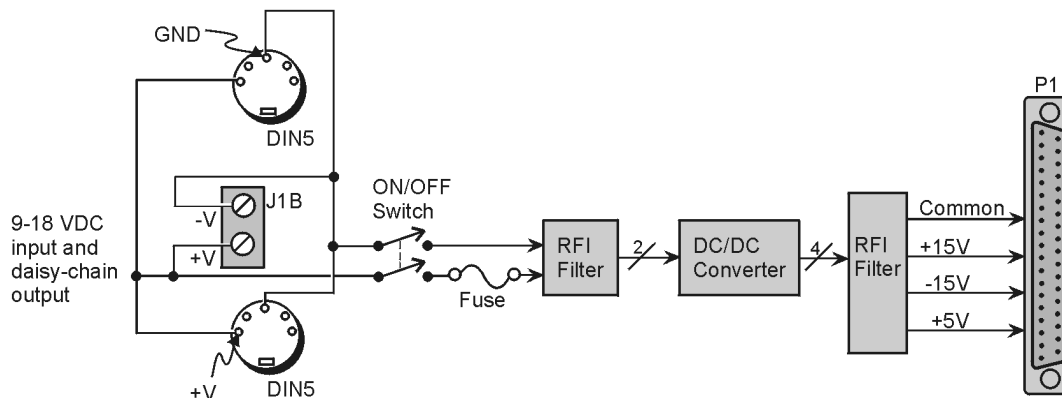 GND
DIN5
P1
J1B
-V
+V
9-18 VDC
input and
daisy-chain
output
ON/OFF
Switch
Fuse
RFI
Filter
2
DC/DC
Converter
4
RFI
Filter
Common
+15V
-15V
+5V
+V
DIN5